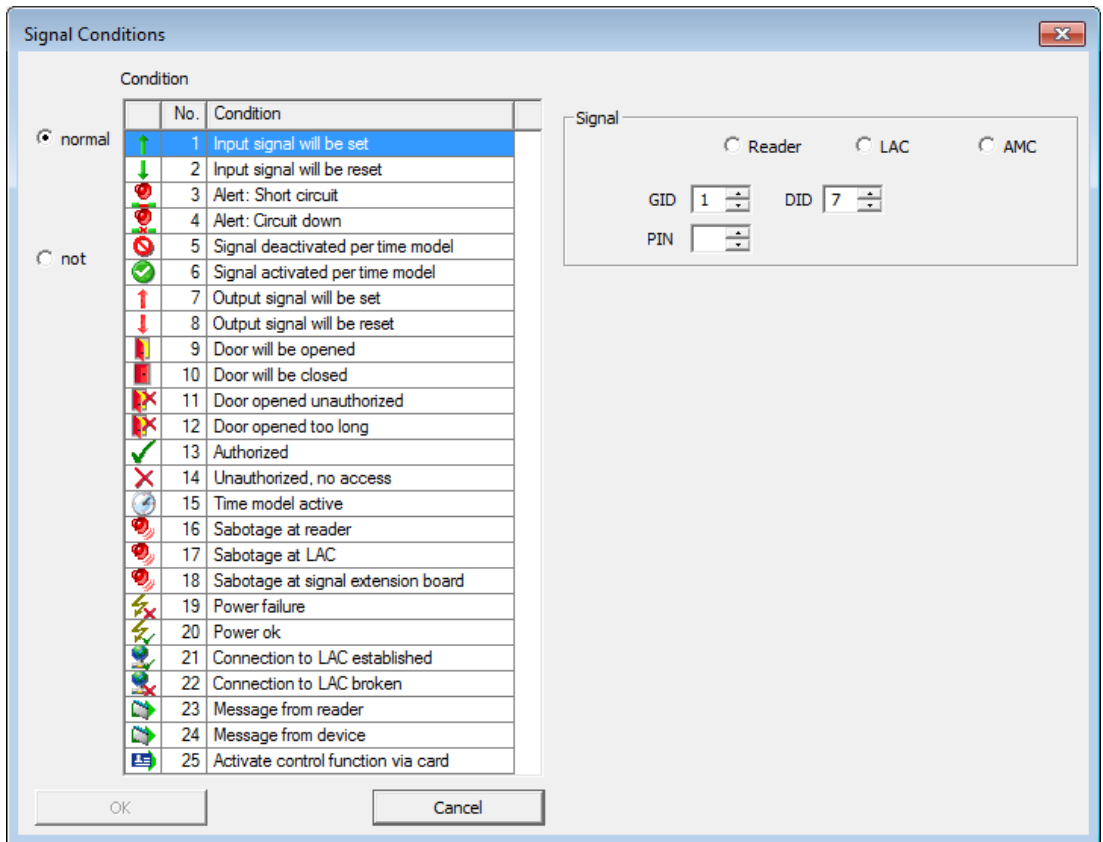 Signal Conditions
Condition
normal
not
No. Condition
1 Input signal will be set
2 Input signal will be reset
3 Alert: Short circuit
4 Alert: Circuit down
5 Signal deactivated per time model
6 Signal activated per time model
7 Output signal will be set
8 Output signal will be reset
9 Door will be opened
10 Door will be closed
11 Door opened unauthorized
12 Door opened too long
13 Authorized
14 Unauthorized, no access
15 Time model active
16 Sabotage at reader
17 Sabotage at LAC
18 Sabotage at signal extension board
19 Power failure
20 Power ok
21 Connection to LAC established
22 Connection to LAC broken
23 Message from reader
24 Message from device
25 Activate control function via card
Signal
Reader LAC AMC
GID 1 DID 7
PIN
OK Cancel